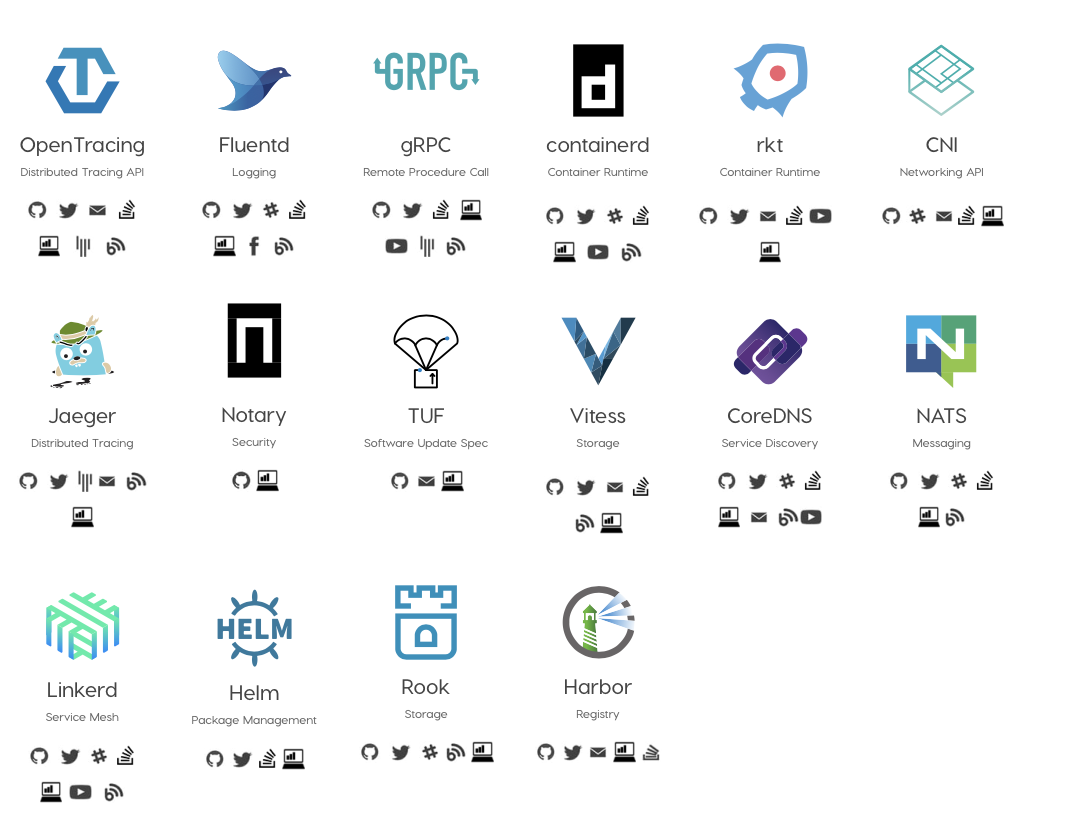 GRPC
d
OpenTracing
Fluentd
gRPC
containerd
rkt
CNI
Distributed Tracing API
Logging
Remote Procedure Call
Container Runtime
Container Runtime
Networking API
n
N
Jaeger
Notary
TUF
Vitess
CoreDNS
NATS
Distributed Tracing
Security
Software Update Spec
Storage
Service Discovery
Messaging
HELM
Linkerd
Helm
Rook
Harbor
Service Mesh
Package Management
Storage
Registry